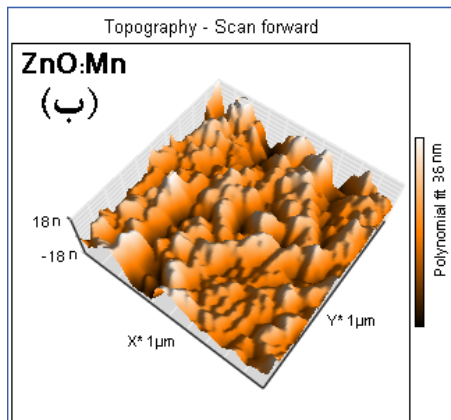 Topography - Scan forward
ZnO:Mn
(ب)
18 n
-18 n
X* 1µm
Y* 1µm
Polynomial fit 36 nm